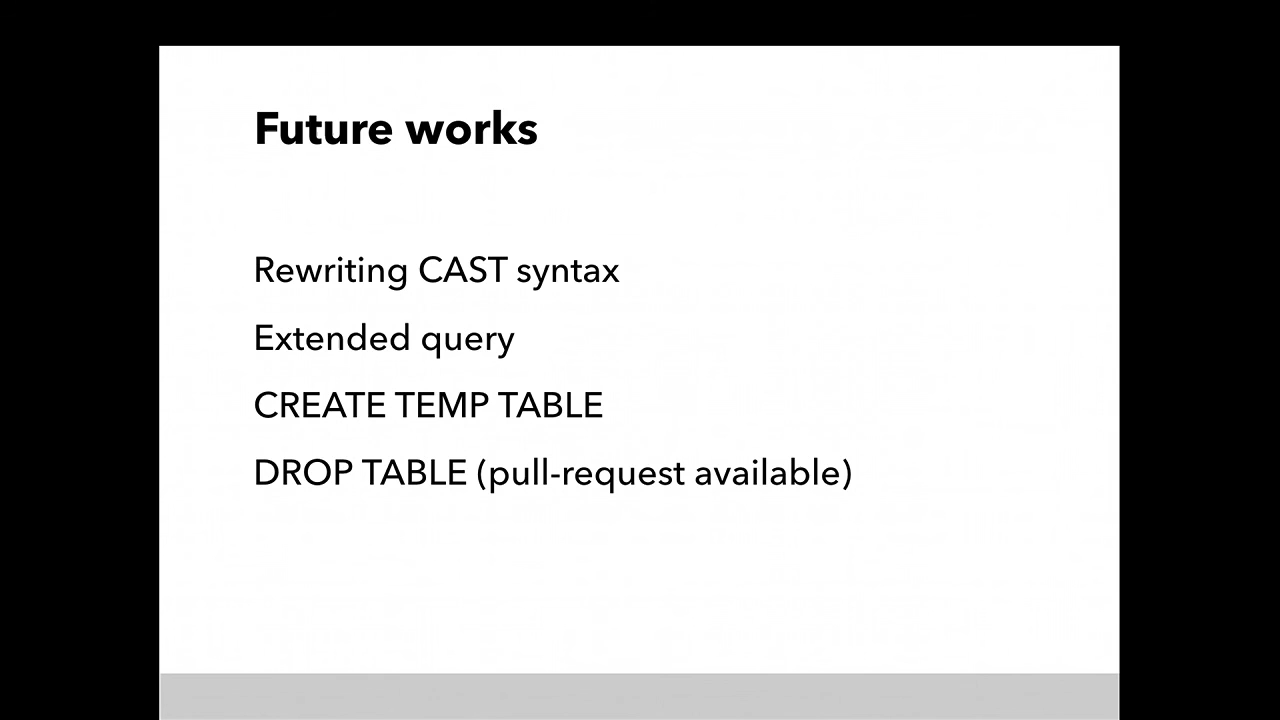 Future works
Rewriting CAST syntax
Extended query
CREATE TEMP TABLE
DROP TABLE (pull-request available)